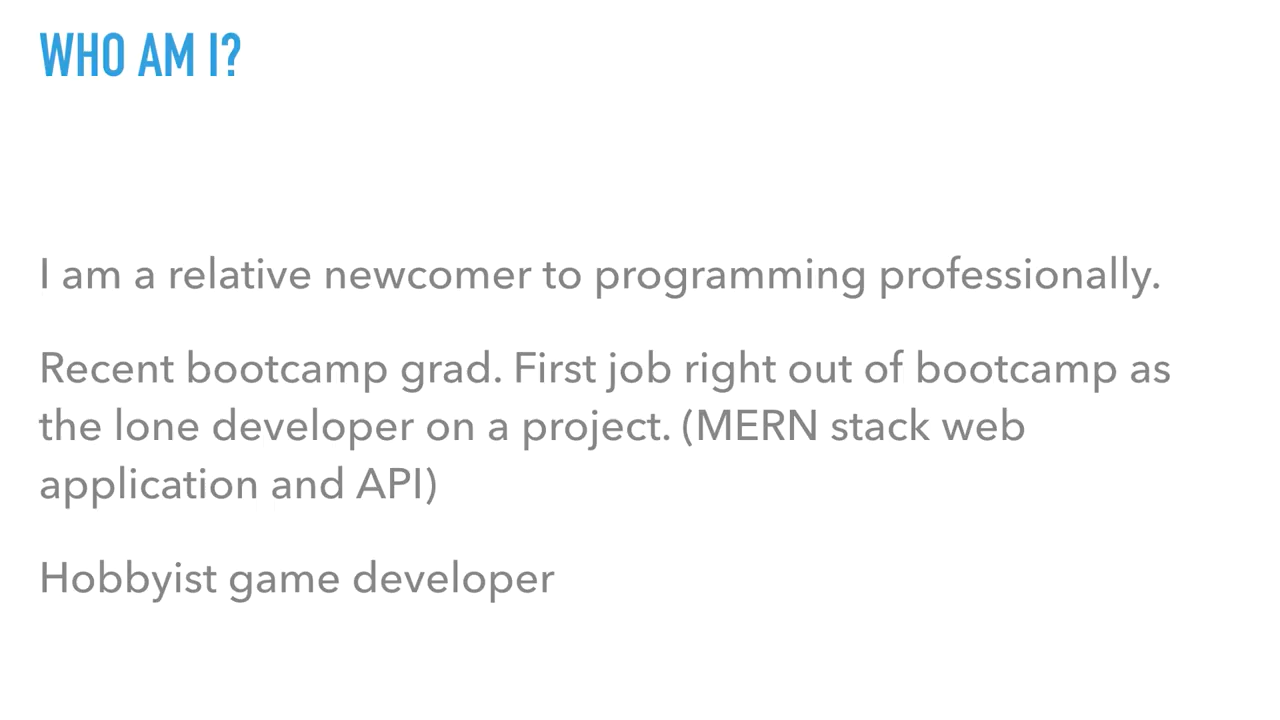 WHO AM I?
I am a relative newcomer to programming professionally.
Recent bootcamp grad. First job right out of bootcamp as
the lone developer on a project. (MERN stack web
application and API)
Hobbyist game developer